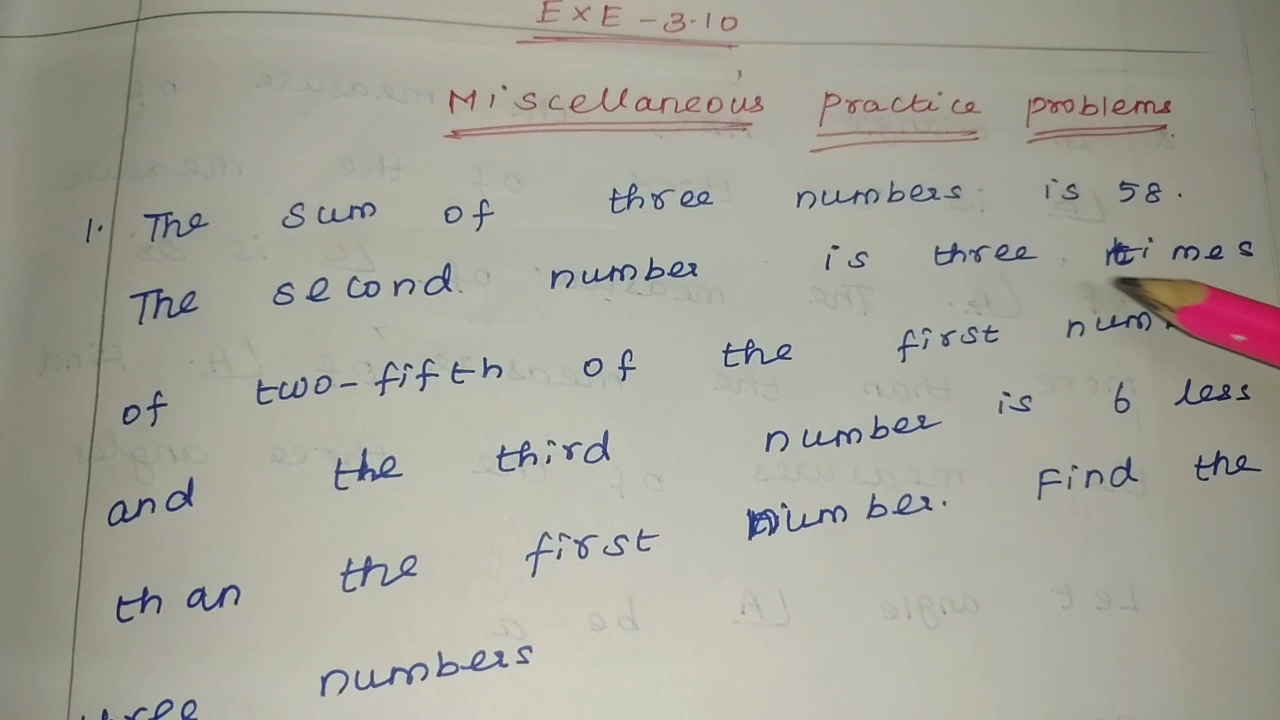 EXE - 3.10
Miscellaneous Practice problems
1. The sum of three numbers is 58.
The second number is three times
of two-fifth of the first
and the third number is 6 less
than the first number. Find the
numbers